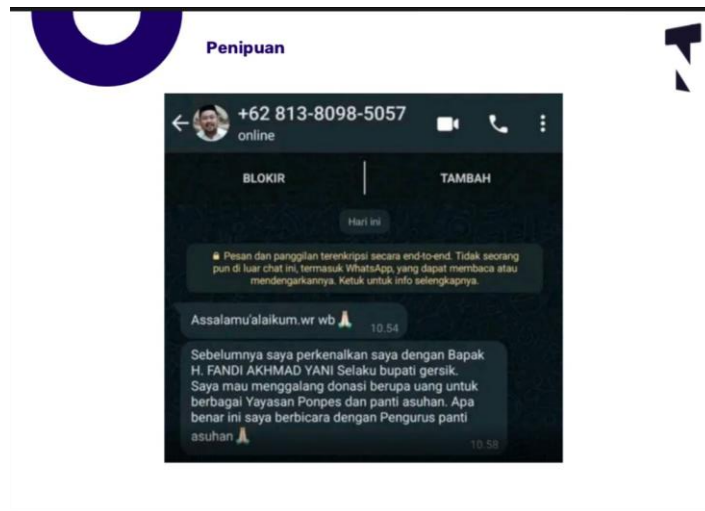 Penipuan
+62 813-8098-5057
online
BLOKIR
TAMBAH
Hari ini
Pesan dan panggilan terenkripsi secara end-to-end. Tidak seorang
pun di luar chat ini, termasuk WhatsApp, yang dapat membaca atau
mendengarkannya. Ketuk untuk info selengkapnya.
Assalamu'alaikum.wr wb🙏🏻
10.54
Sebelumnya saya perkenalkan saya dengan Bapak
H. FANDI AKHMAD YANI Selaku bupati gersik.
Saya mau menggalang donasi berupa uang untuk
berbagai Yayasan Ponpes dan panti asuhan. Apa
benar ini saya berbicara dengan Pengurus panti
asuhan🙏🏻
10.58